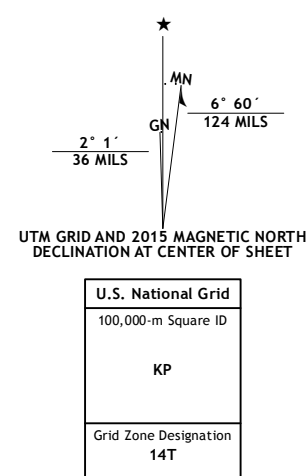 MN
GN
6° 60´
124 MILS
2° 1´
36 MILS
UTM GRID AND 2015 MAGNETIC NORTH
DECLINATION AT CENTER OF SHEET
U.S. National Grid
100,000-m Square ID
KP
Grid Zone Designation
14T